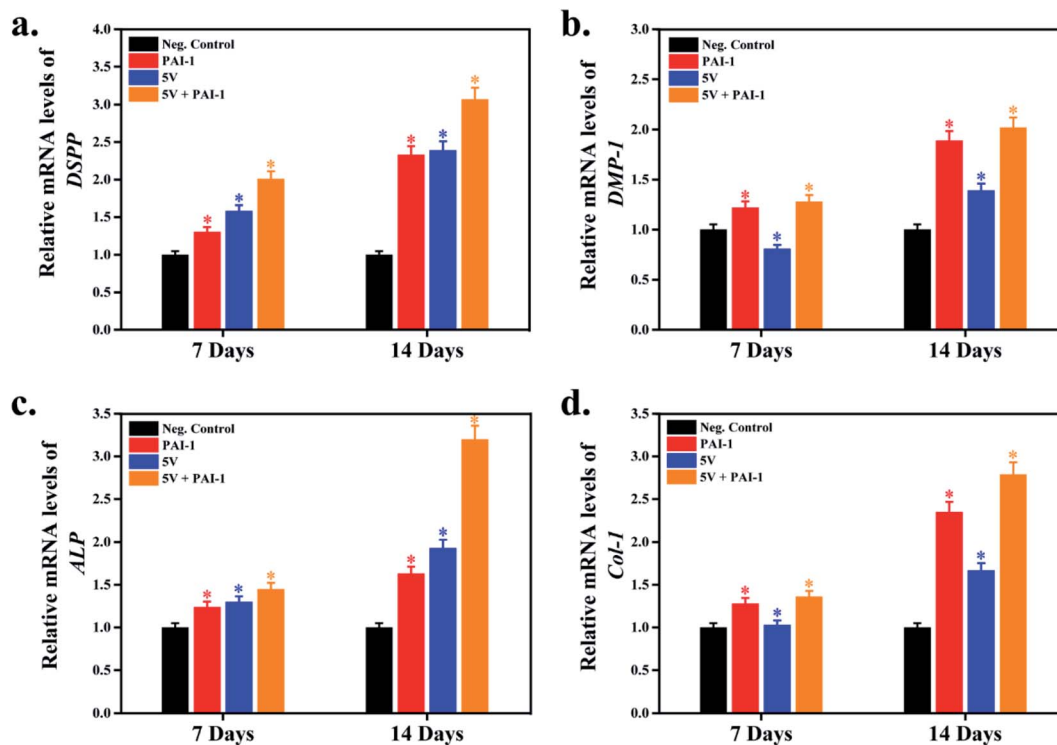 a.
Relative mRNA levels of
DSPP
4.0
3.5
3.0
2.5
2.0
1.5
1.0
0.5
0.0
Neg. Control
PAI-1
5V
5V + PAI-1
*
*
*
*
*
*
7 Days
14 Days
b.
Relative mRNA levels of
DMP-1
2.5
2.0
1.5
1.0
0.5
0.0
Neg. Control
PAI-1
5V
5V + PAI-1
*
*
*
*
*
*
7 Days
14 Days
c.
Relative mRNA levels of
ALP
3.5
3.0
2.5
2.0
1.5
1.0
0.5
0.0
Neg. Control
PAI-1
5V
5V + PAI-1
*
*
*
*
*
*
7 Days
14 Days
d.
Relative mRNA levels of
Col-1
3.5
3.0
2.5
2.0
1.5
1.0
0.5
0.0
Neg. Control
PAI-1
5V
5V + PAI-1
*
*
*
*
*
*
7 Days
14 Days